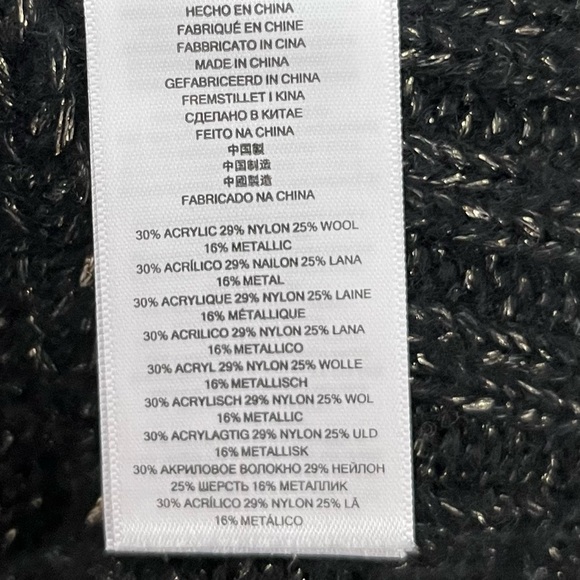 HECHO EN CHINA
FABRIQUÉ EN CHINE
FABBRICATO IN CINA
MADE IN CHINA
GEFABRICEERD IN CHINA
FREMSTILLET I KINA
СДЕЛАНО В КИТАЕ
FEITO NA CHINA
中国製
中国制造
中國製造
FABRICADO NA CHINA
30% ACRYLIC 29% NYLON 25% WOOL
16% METALLIC
30% ACRÍLICO 29% NAILON 25% LANA
16% METAL
30% ACRYLIQUE 29% NYLON 25% LAINE
16% MÉTALLIQUE
30% ACRILICO 29% NYLON 25% LANA
16% METALLICO
30% ACRYL 29% NYLON 25% WOLLE
16% METALLISCH
30% ACRYLISCH 29% NYLON 25% WOL
16% METALLIC
30% ACRYLAGTIG 29% NYLON 25% ULD
16% METALLISK
30% АКРИЛОВОЕ ВОЛОКНО 29% НЕЙЛОН
25% ШЕРСТЬ 16% МЕТАЛЛИК
30% ACRÍLICO 29% NYLON 25% LÃ
16% METÁLICO